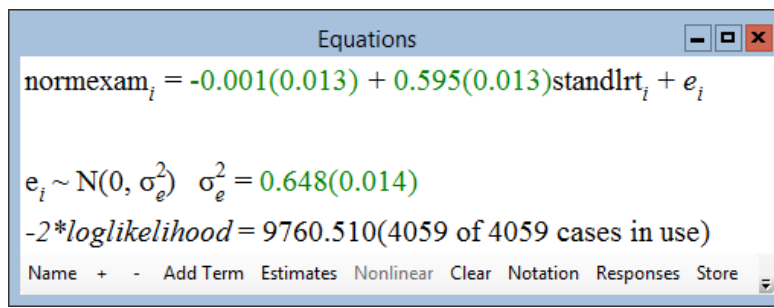 Equations
normexam_i = -0.001(0.013) + 0.595(0.013)standlrt_i + e_i
e_i ~ N(0, σ_e^2) σ_e^2 = 0.648(0.014)
-2*loglikelihood = 9760.510(4059 of 4059 cases in use)
Name + - Add Term Estimates Nonlinear Clear Notation Responses Store